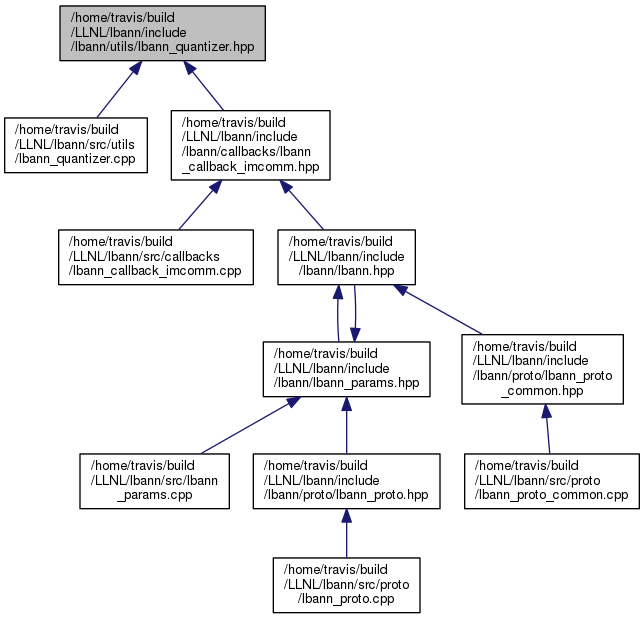 /home/travis/build
/LLNL/lbann/include
/lbann/utils/lbann_quantizer.hpp
/home/travis/build
/LLNL/lbann/src/utils
/lbann_quantizer.cpp
/home/travis/build
/LLNL/lbann/include
/lbann/callbacks/lbann
_callback_imcomm.hpp
/home/travis/build
/LLNL/lbann/src/callbacks
/lbann_callback_imcomm.cpp
/home/travis/build
/LLNL/lbann/include
/lbann/lbann.hpp
/home/travis/build
/LLNL/lbann/include
/lbann/lbann_params.hpp
/home/travis/build
/LLNL/lbann/include
/lbann/proto/lbann_proto
_common.hpp
/home/travis/build
/LLNL/lbann/src/lbann
_params.cpp
/home/travis/build
/LLNL/lbann/include
/lbann/proto/lbann_proto.hpp
/home/travis/build
/LLNL/lbann/src/proto
/lbann_proto_common.cpp
/home/travis/build
/LLNL/lbann/src/proto
/lbann_proto.cpp